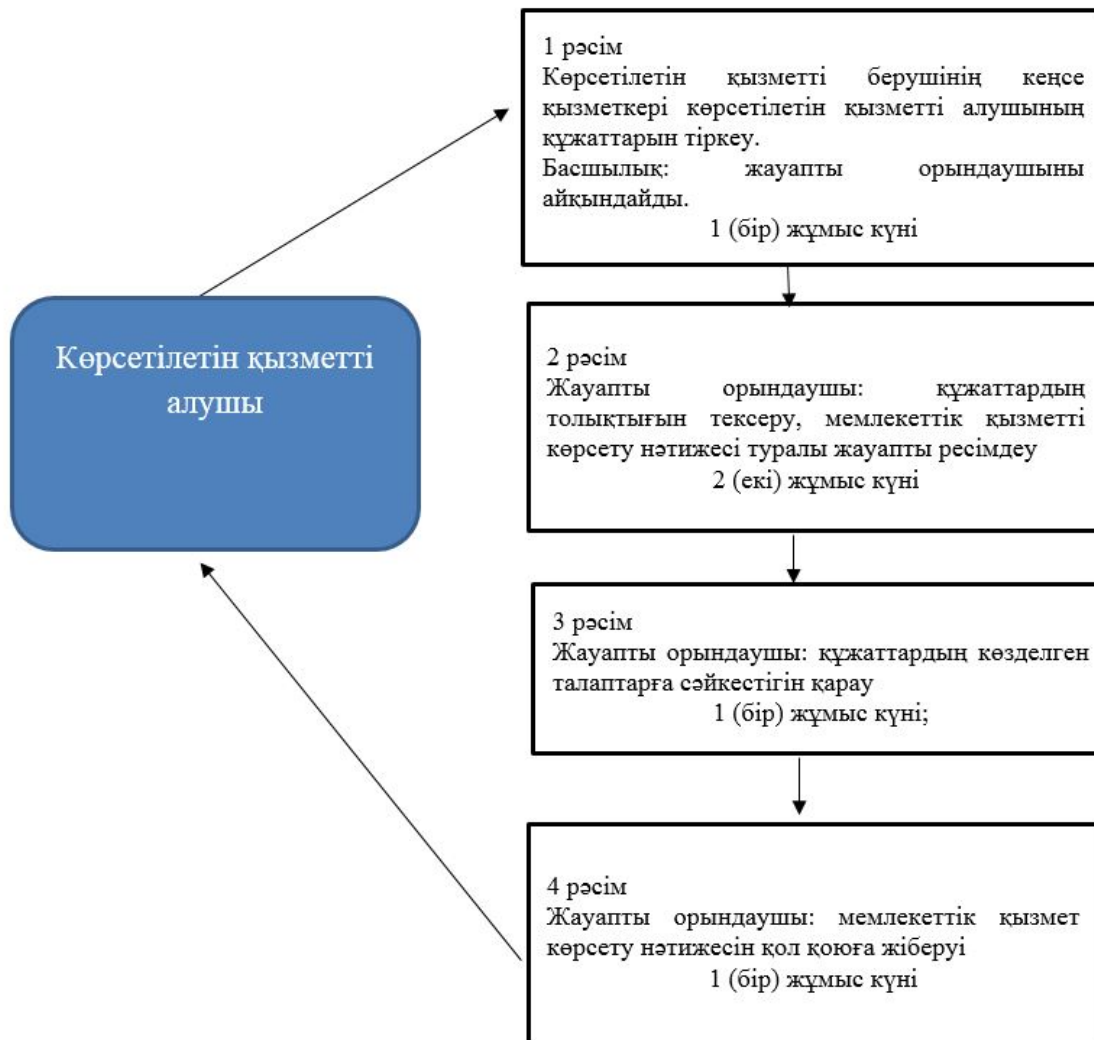 1 рәсім
Көрсетілетін қызметті берушінің кеңсе
қызметкері көрсетілетін қызметті алушының
құжаттарын тіркеу.
Басшылық: жауапты орындаушыны
айқындайды.
1 (бір) жұмыс күні
Көрсетілетін қызметті
алушы
2 рәсім
Жауапты орындаушы: құжаттардың
толықтығын тексеру, мемлекеттік қызметті
көрсету нәтижесі туралы жауапты ресімдеу
2 (екі) жұмыс күні
3 рәсім
Жауапты орындаушы: құжаттардың көзделген
талаптарға сәйкестігін қарау
1 (бір) жұмыс күні;
4 рәсім
Жауапты орындаушы: мемлекеттік қызмет
көрсету нәтижесін қол қоюға жіберуі
1 (бір) жұмыс күні